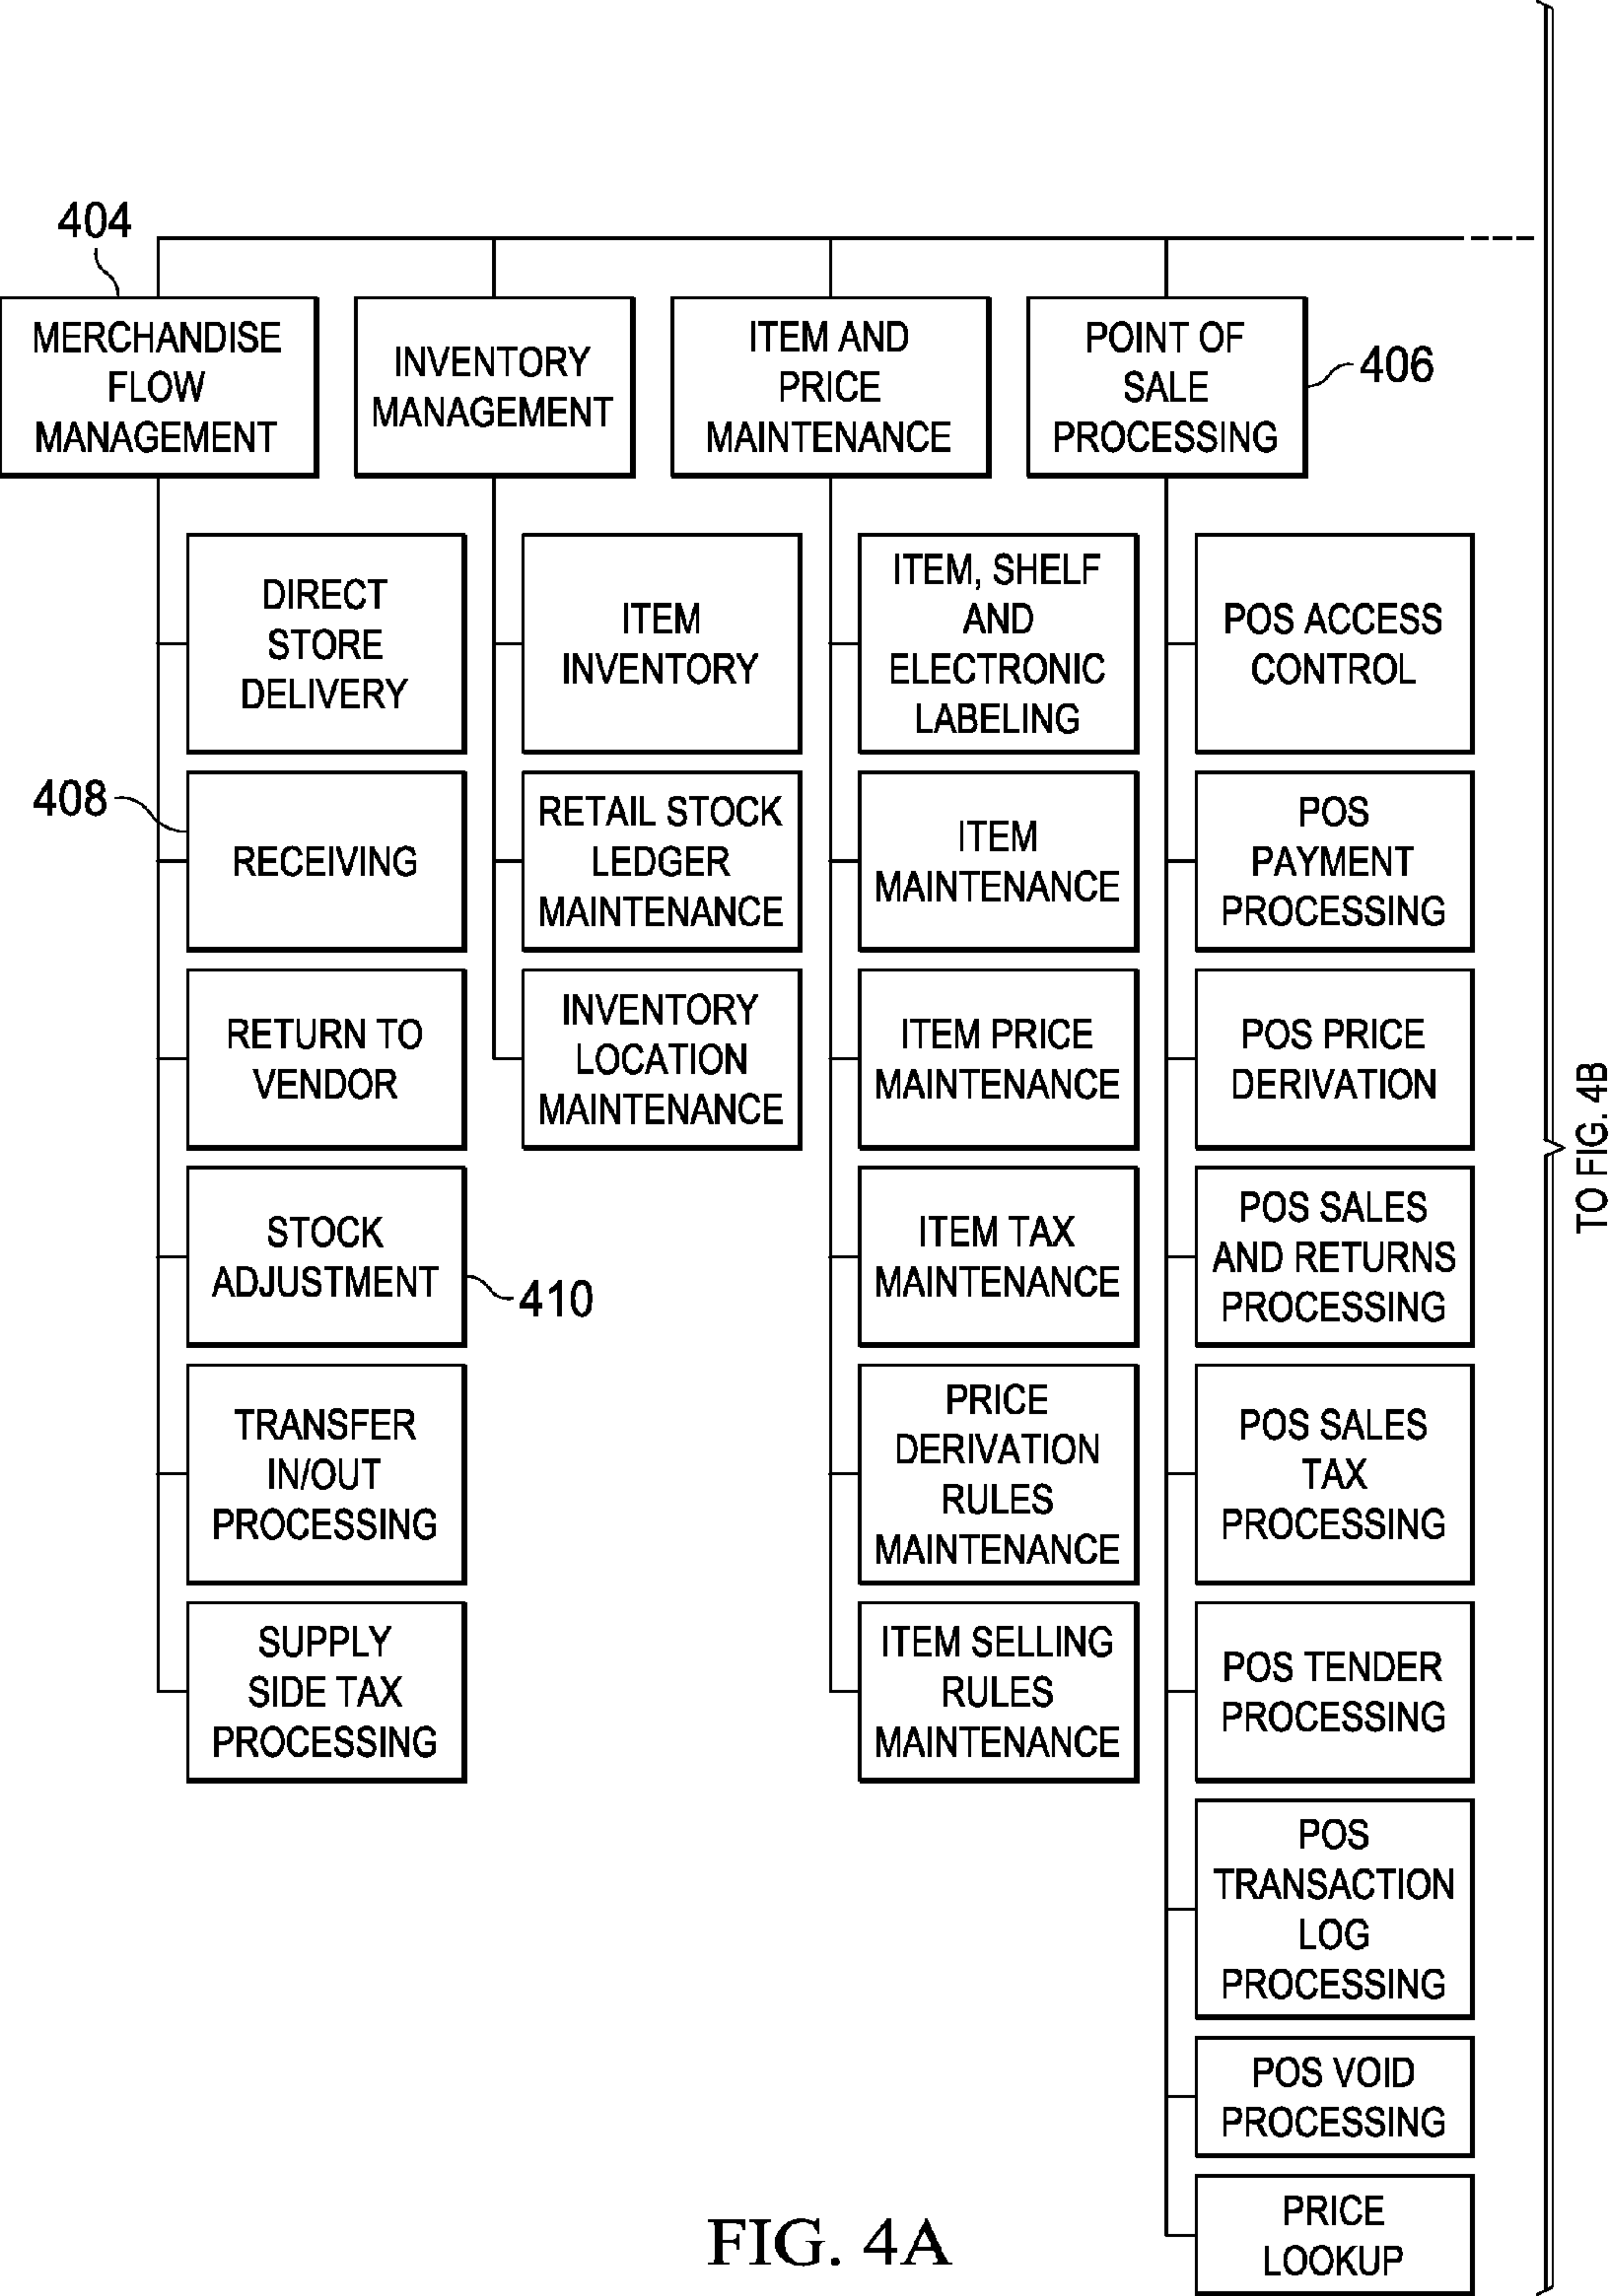 404
MERCHANDISE
FLOW
MANAGEMENT
INVENTORY
MANAGEMENT
ITEM AND
PRICE
MAINTENANCE
POINT OF
SALE
PROCESSING
406
DIRECT
STORE
DELIVERY
408
RECEIVING
RETURN TO
VENDOR
STOCK
ADJUSTMENT
410
TRANSFER
IN/OUT
PROCESSING
SUPPLY
SIDE TAX
PROCESSING
ITEM
INVENTORY
RETAIL STOCK
LEDGER
MAINTENANCE
INVENTORY
LOCATION
MAINTENANCE
ITEM, SHELF
AND
ELECTRONIC
LABELING
ITEM
MAINTENANCE
ITEM PRICE
MAINTENANCE
ITEM TAX
MAINTENANCE
PRICE
DERIVATION
RULES
MAINTENANCE
ITEM SELLING
RULES
MAINTENANCE
POS ACCESS
CONTROL
POS
PAYMENT
PROCESSING
POS PRICE
DERIVATION
POS SALES
AND RETURNS
PROCESSING
POS SALES
TAX
PROCESSING
POS TENDER
PROCESSING
POS
TRANSACTION
LOG
PROCESSING
POS VOID
PROCESSING
PRICE
LOOKUP
TO FIG. 4B
FIG. 4A